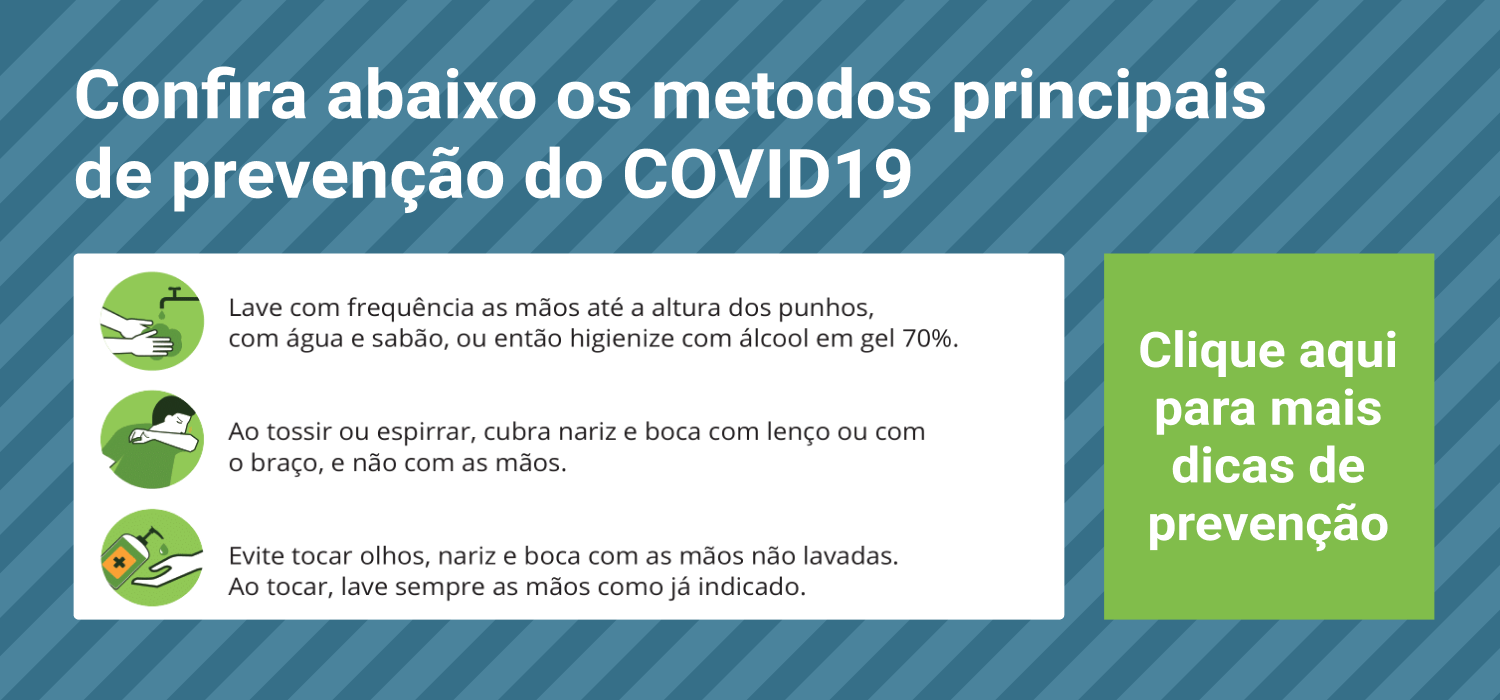 Confira abaixo os metodos principais
de prevenção do COVID19
Lave com frequência as mãos até a altura dos punhos,
com água e sabão, ou então higienize com álcool em gel 70%.
Ao tossir ou espirrar, cubra nariz e boca com lenço ou com
o braço, e não com as mãos.
Evite tocar olhos, nariz e boca com as mãos não lavadas.
Ao tocar, lave sempre as mãos como já indicado.
Clique aqui
para mais
dicas de
prevenção